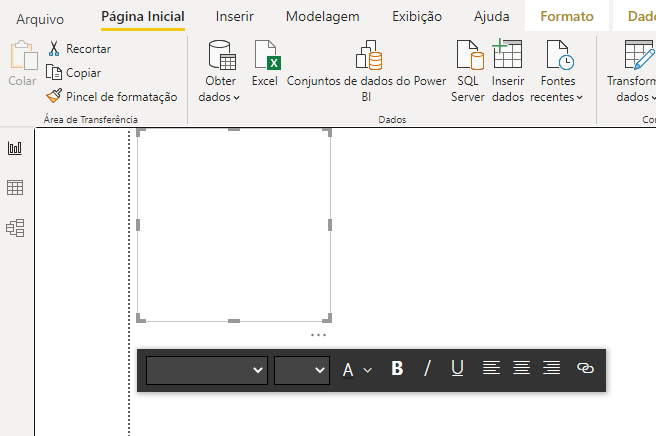 Arquivo Página Inicial Inserir Modelagem Exibição Ajuda Formato Dado
Colar
Recortar
Copiar
Pincel de formatação
Área de Transferência
Obter
dados
Excel
Conjuntos de dados do Power
BI
SQL
Server
Inserir
dados
Fontes
recentes
Dados
Transform
dados
Co
A B I U